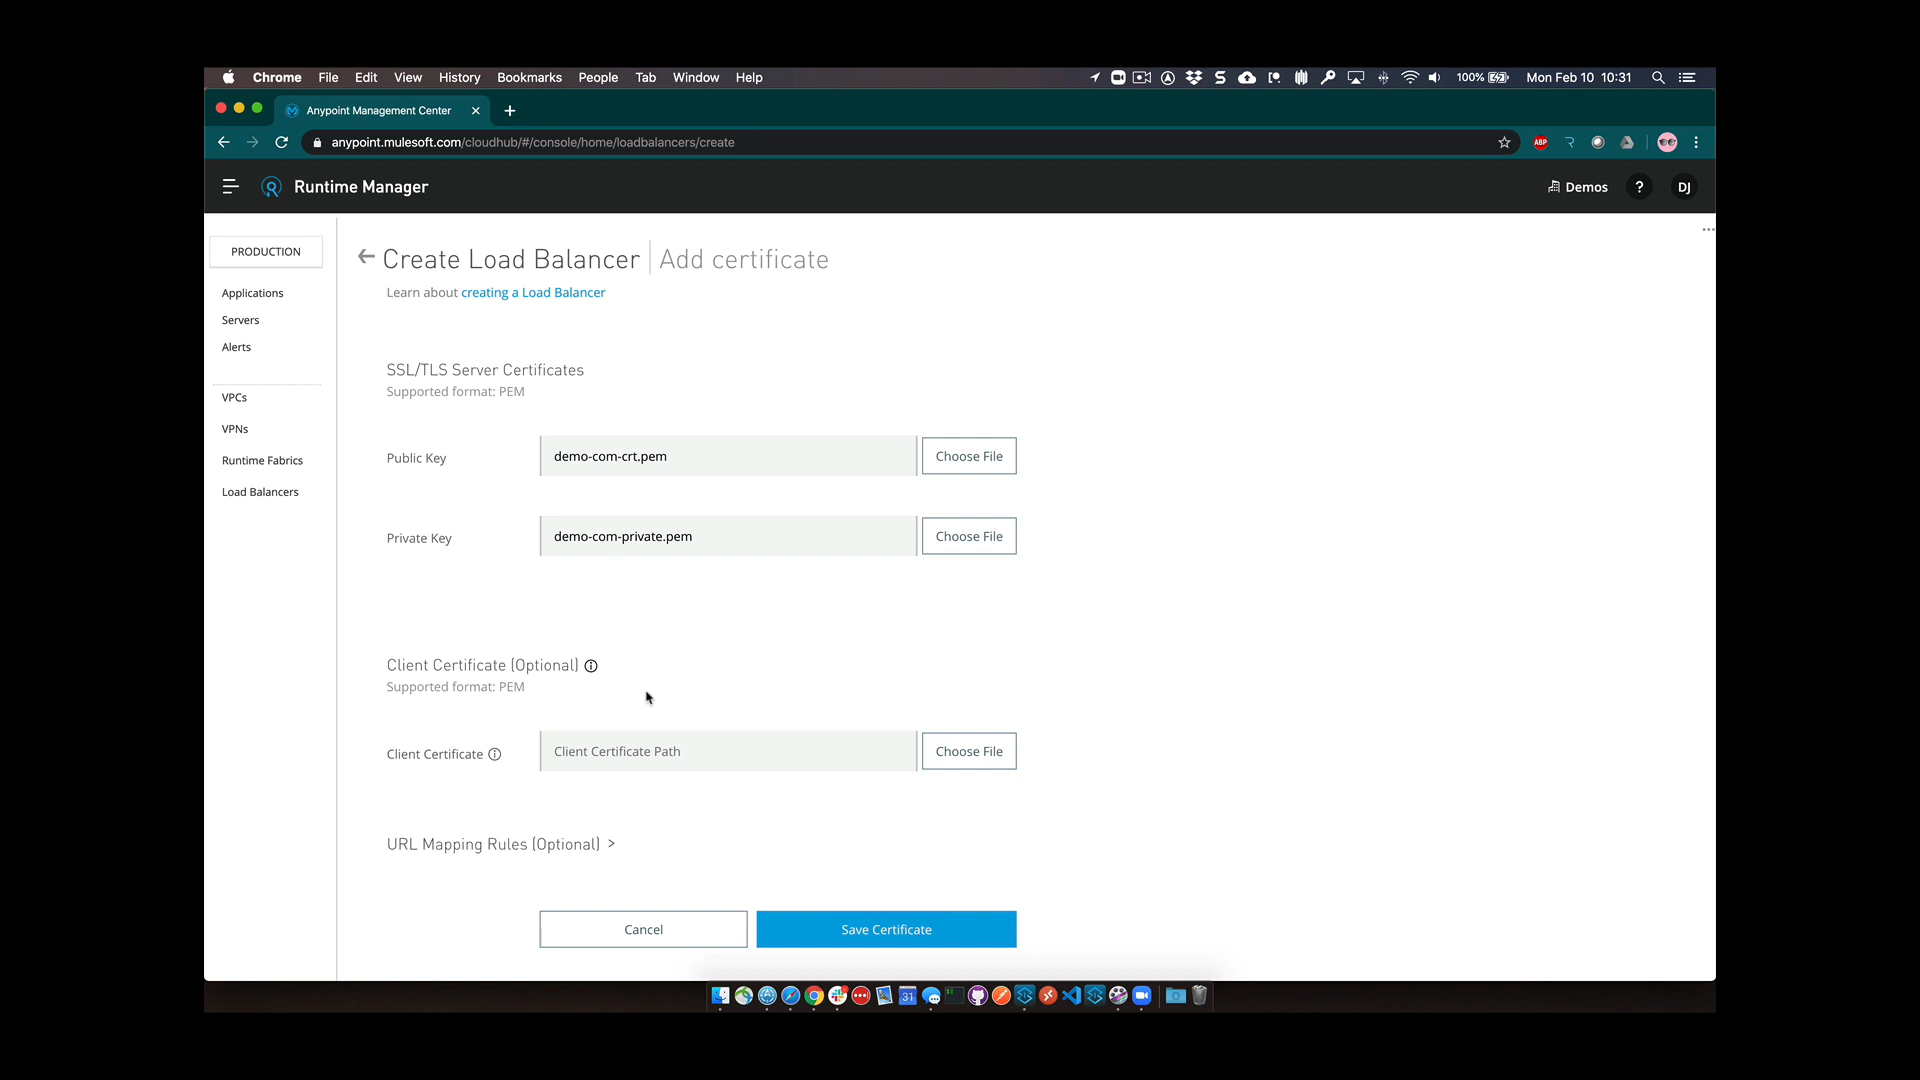 Chrome File Edit View History Bookmarks People Tab Window Help 100% Mon Feb 10 10:31
Anypoint Management Center
anypoint.mulesoft.com/cloudhub/#/console/home/loadbalancers/create
ABP
Runtime Manager
Demos ? DJ
PRODUCTION
Applications
Servers
Alerts
VPCs
VPNs
Runtime Fabrics
Load Balancers
Create Load Balancer Add certificate
Learn about creating a Load Balancer
SSL/TLS Server Certificates
Supported format: PEM
Public Key demo-com-crt.pem Choose File
Private Key demo-com-private.pem Choose File
Client Certificate (Optional)
Supported format: PEM
Client Certificate Client Certificate Path Choose File
URL Mapping Rules (Optional) >
Cancel Save Certificate
31